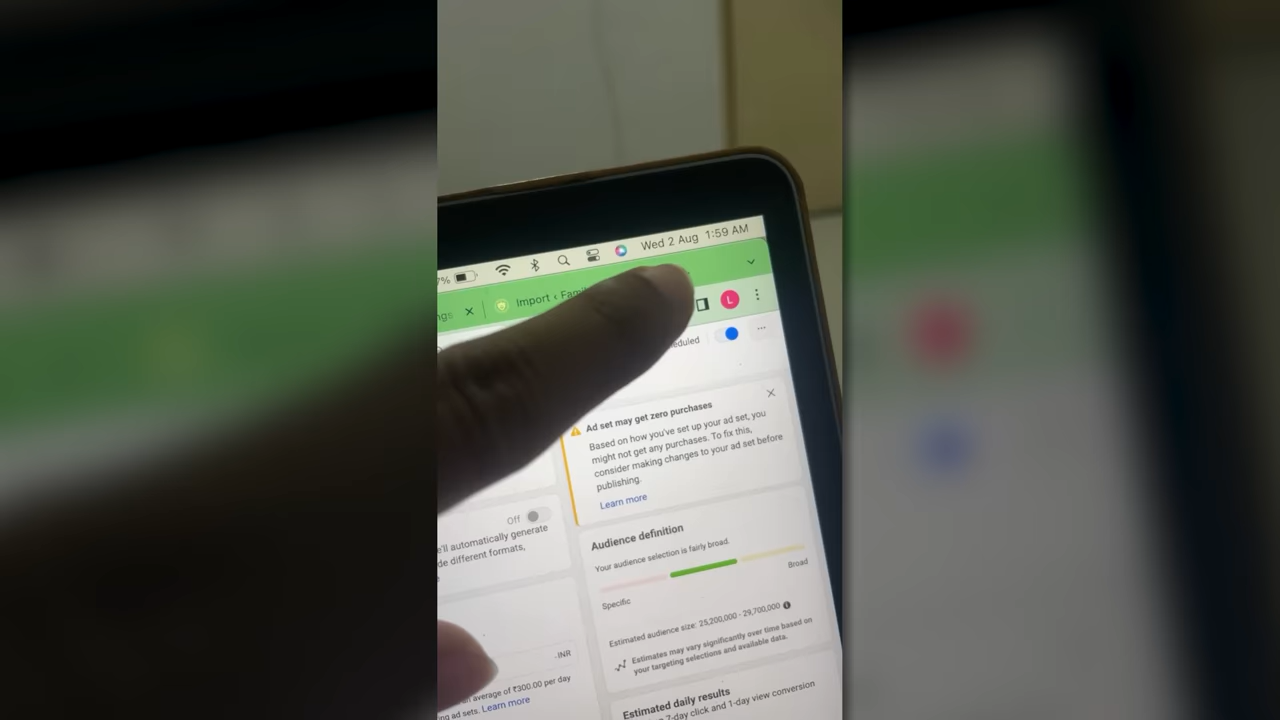 7% Wed 2 Aug 1:59 AM
ngs Import ‹ Fami
eduled
Ad set may get zero purchases
Based on how you've set up your ad set, you
might not get any purchases. To fix this,
consider making changes to your ad set before
publishing.
Learn more
Off
e'll automatically generate
de different formats,
Audience definition
Your audience selection is fairly broad.
Specific Broad
Estimated audience size: 25,200,000 - 29,700,000
Estimates may vary significantly over time based on
your targeting selections and available data.
INR
an average of ₹300.00 per day
ng ad sets. Learn more
Estimated daily results
7-day click and 1-day view conversion
L